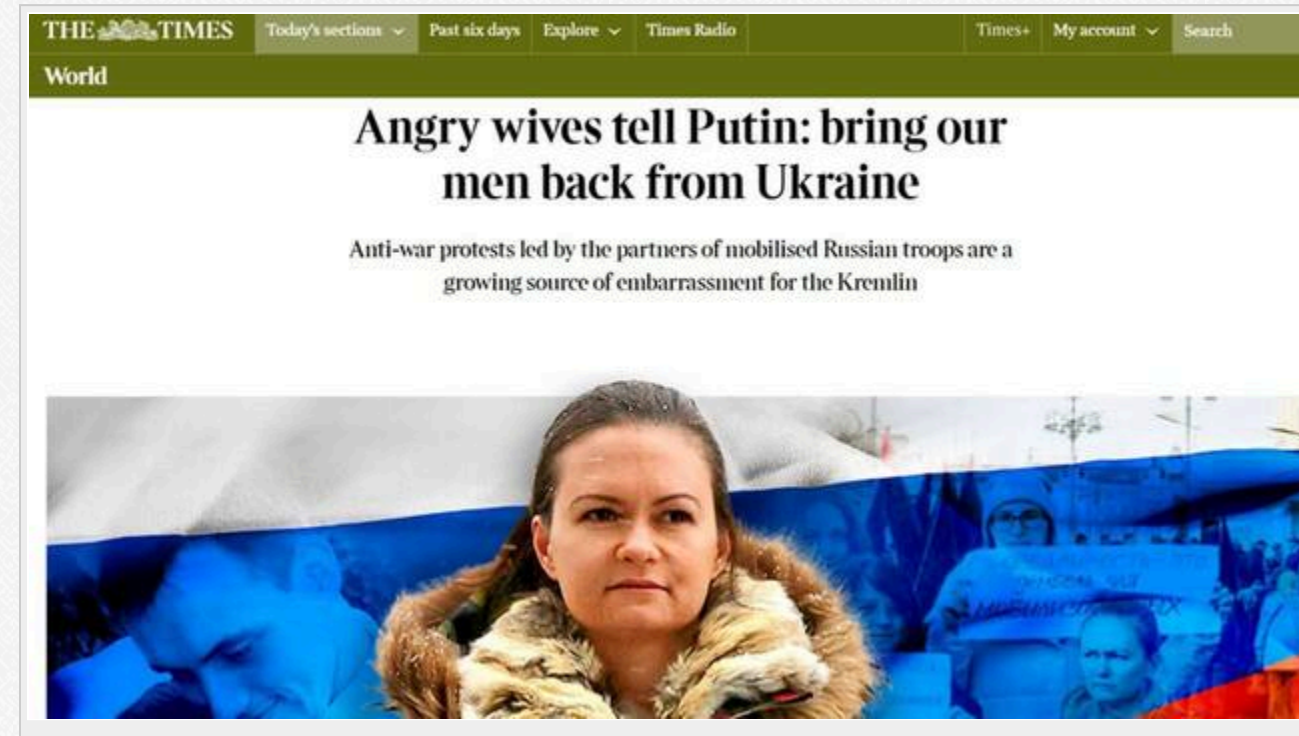 THE TIMES
Today's sections
Past six days
Explore
Times Radio
Times+
My account
Search
World
Angry wives tell Putin: bring our
men back from Ukraine
Anti-war protests led by the partners of mobilised Russian troops are a
growing source of embarrassment for the Kremlin